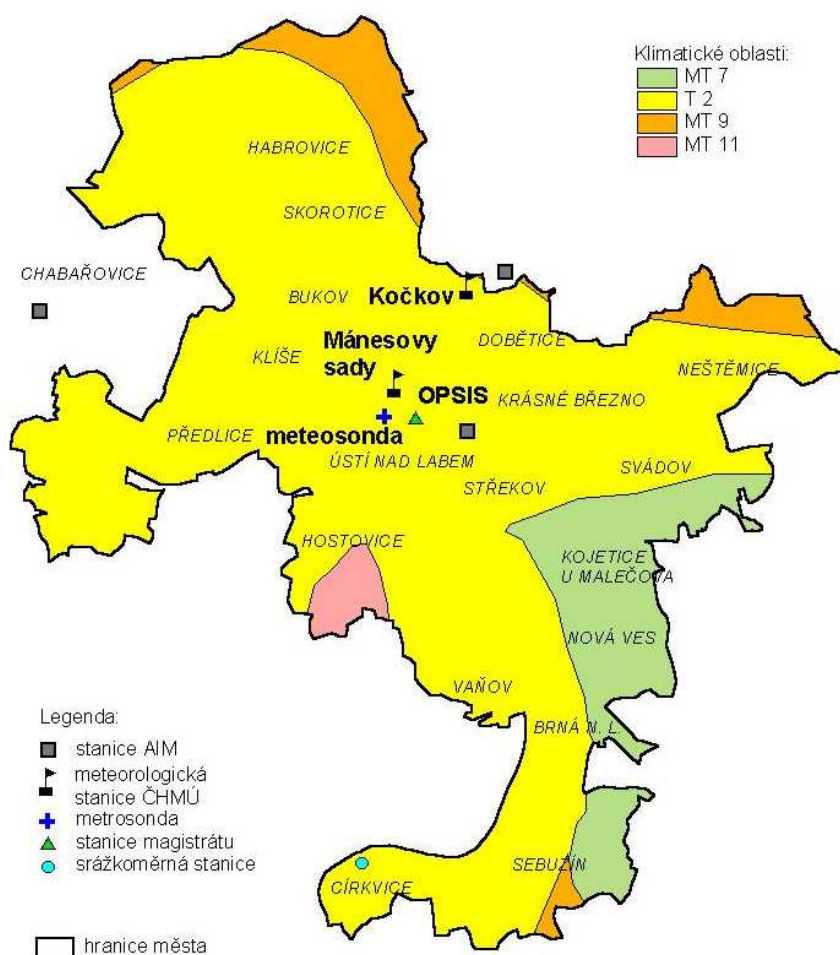 Klimatické oblasti:
MT 7
T 2
MT 9
MT 11
HABROVICE
SKOROTICE
CHABAŘOVICE
BUKOV
Kočkov
Mánesovy
sady
DOBĚTICE
KLÍŠE
NEŠTĚMICE
OPSIS
KRÁSNÉ BŘEZNO
PŘEDLICE
meteosonda
ÚSTÍ NAD LABEM
SVÁDOV
STŘEKOV
HOSTOVICE
KOJETICE
U MALEČOVA
NOVÁ VES
VAŇOV
BRNÁ N. L.
SEBUZÍN
CÍRKVICE
Legenda:
stanice AIM
meteorologická
stanice ČHMÚ
metrosonda
stanice magistrátu
srážkoměrná stanice
hranice města